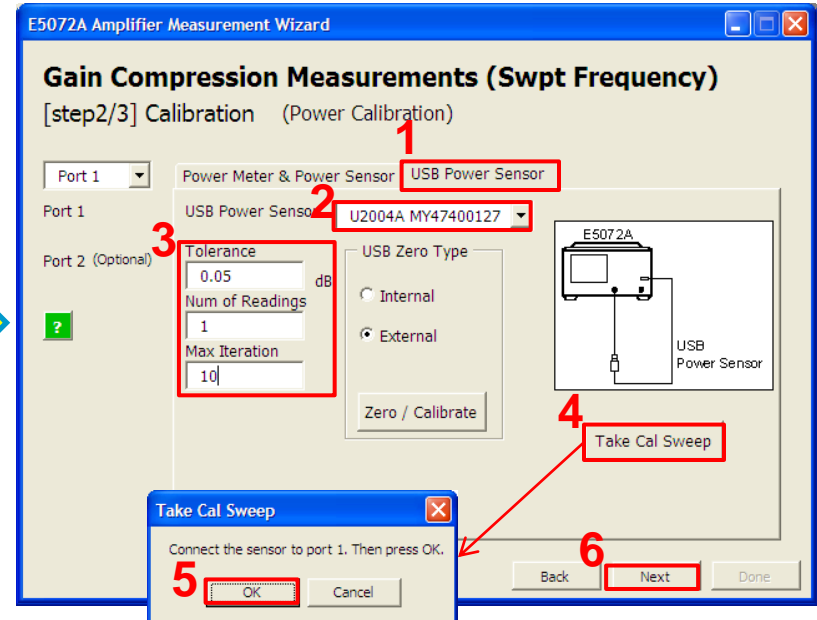 E5072A Amplifier Measurement Wizard
Gain Compression Measurements (Swpt Frequency)
[step2/3] Calibration (Power Calibration)
1
Port 1
Power Meter & Power Sensor
USB Power Sensor
Port 1
USB Power Sensor
2
U2004A MY47400127
Port 2 (Optional)
3
Tolerance
0.05
dB
Num of Readings
1
Max Iteration
10
USB Zero Type
Internal
External
Zero / Calibrate
?
E5072A
USB
Power Sensor
4
Take Cal Sweep
Take Cal Sweep
Connect the sensor to port 1. Then press OK.
5
OK
Cancel
6
Back
Next
Done